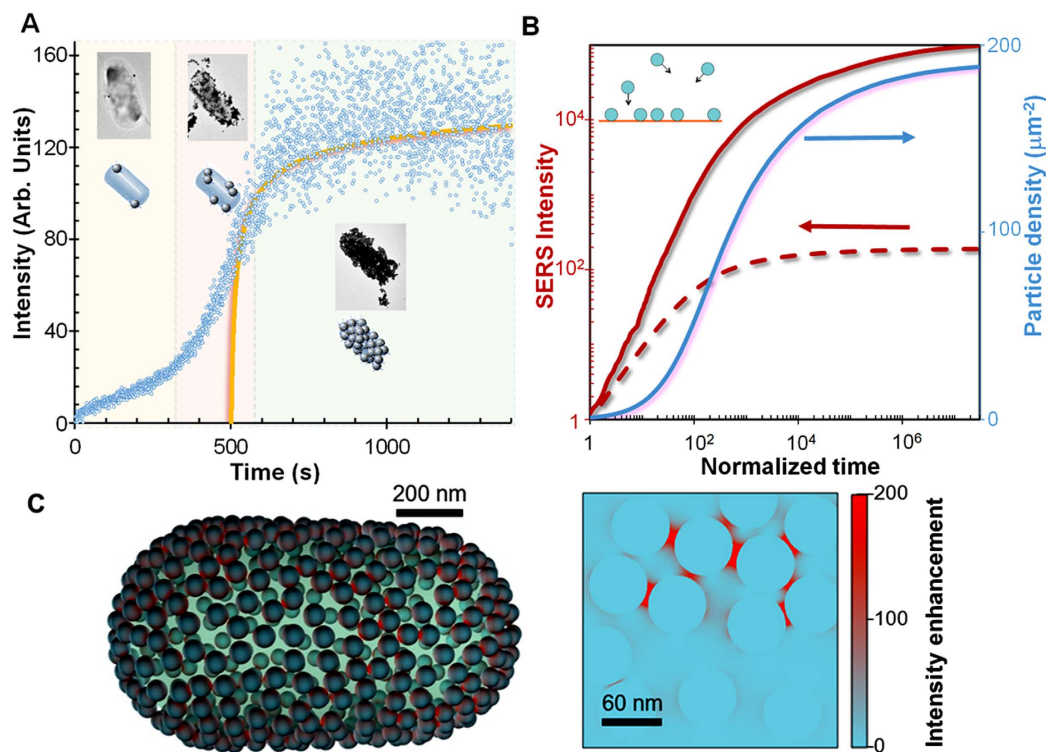 A
160
120
80
40
0
Intensity (Arb. Units)
0
500
1000
Time (s)
B
10⁴
10²
1
SERS Intensity
200
100
0
Particle density (μm⁻²)
1
10²
10⁴
10⁶
Normalized time
C
200 nm
60 nm
200
100
0
Intensity enhancement